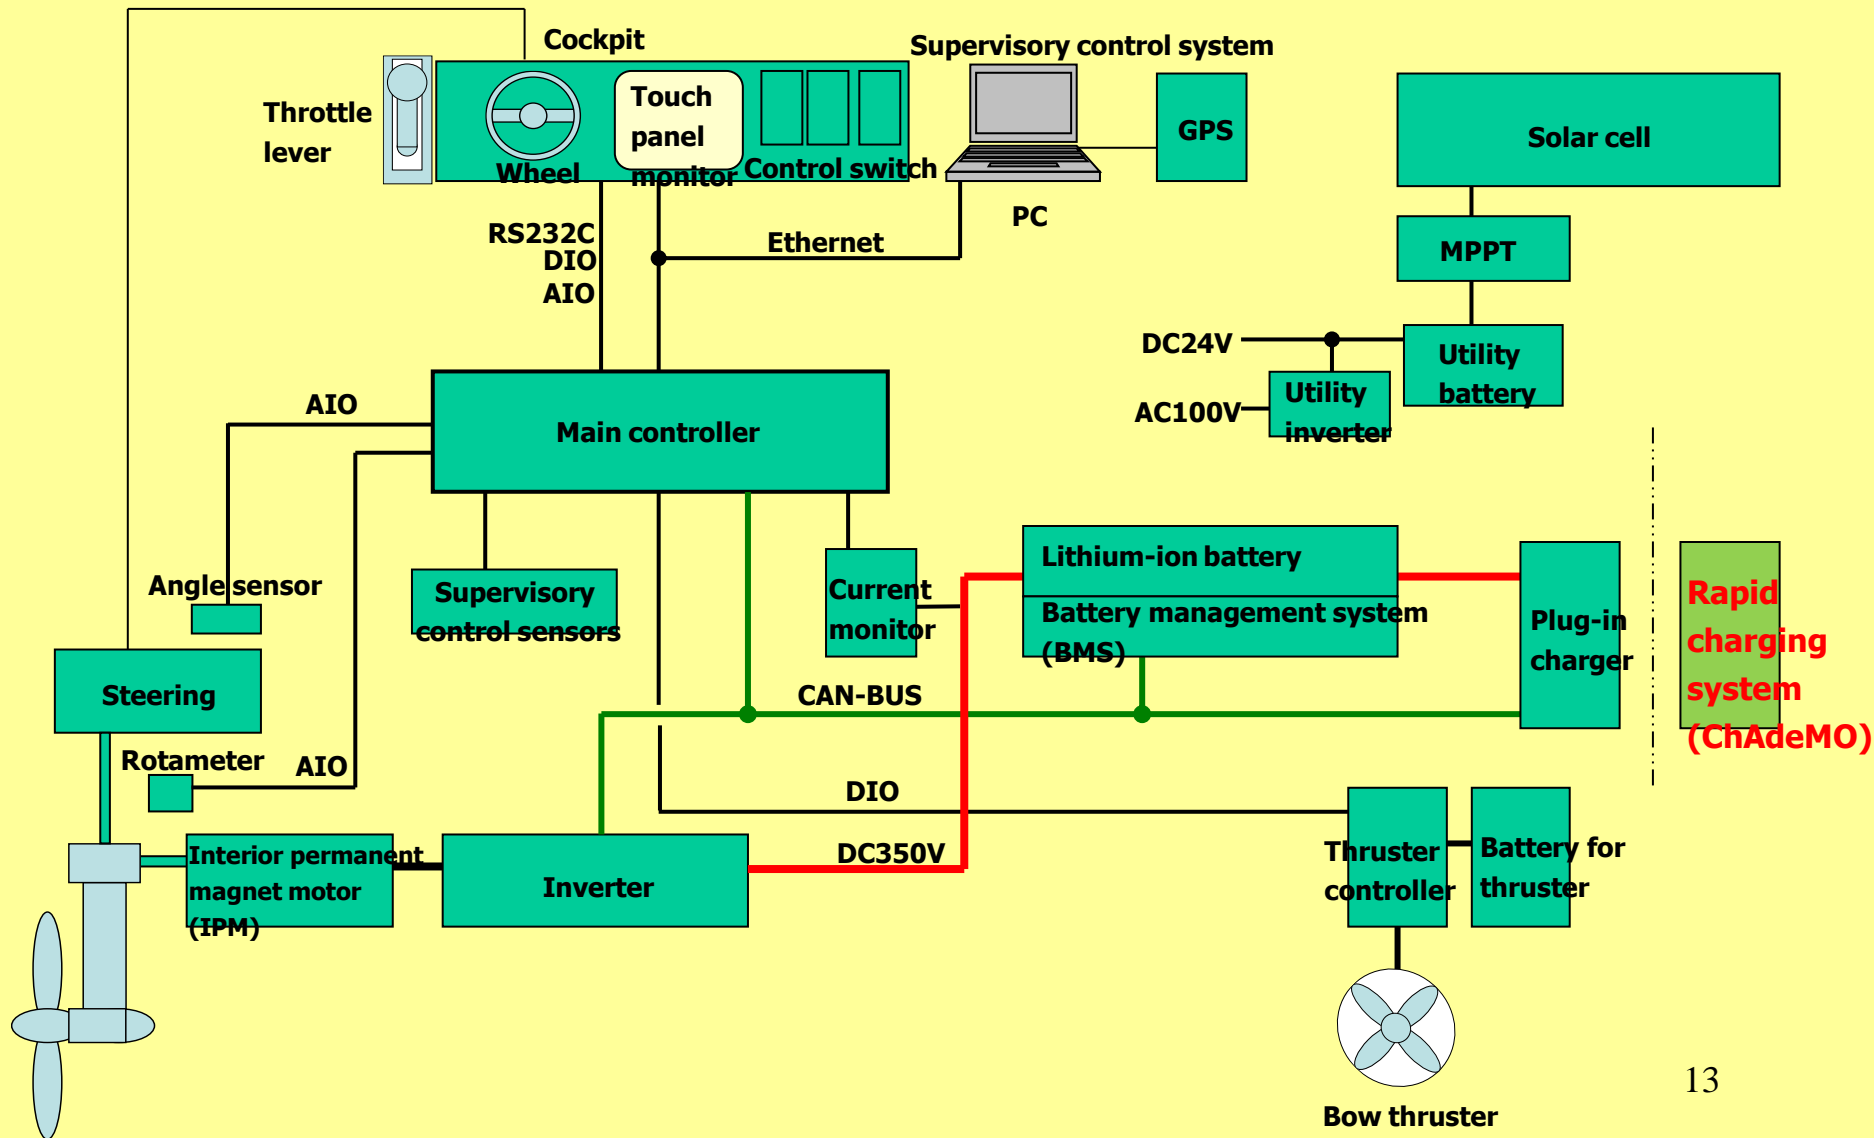 Cockpit
Supervisory control system
Throttle
lever
Wheel
Touch
panel
monitor
Control switch
GPS
PC
Solar cell
RS232C
DIO
AIO
Ethernet
MPPT
DC24V
Utility
battery
AC100V
Utility
inverter
AIO
Main controller
Angle sensor
Supervisory
control sensors
Current
monitor
Lithium-ion battery
Battery management system
(BMS)
Plug-in
charger
Rapid
charging
system
(ChAdeMO)
Steering
CAN-BUS
Rotameter
AIO
DIO
Interior permanent
magnet motor
(IPM)
Inverter
DC350V
Thruster
controller
Battery for
thruster
Bow thruster
13